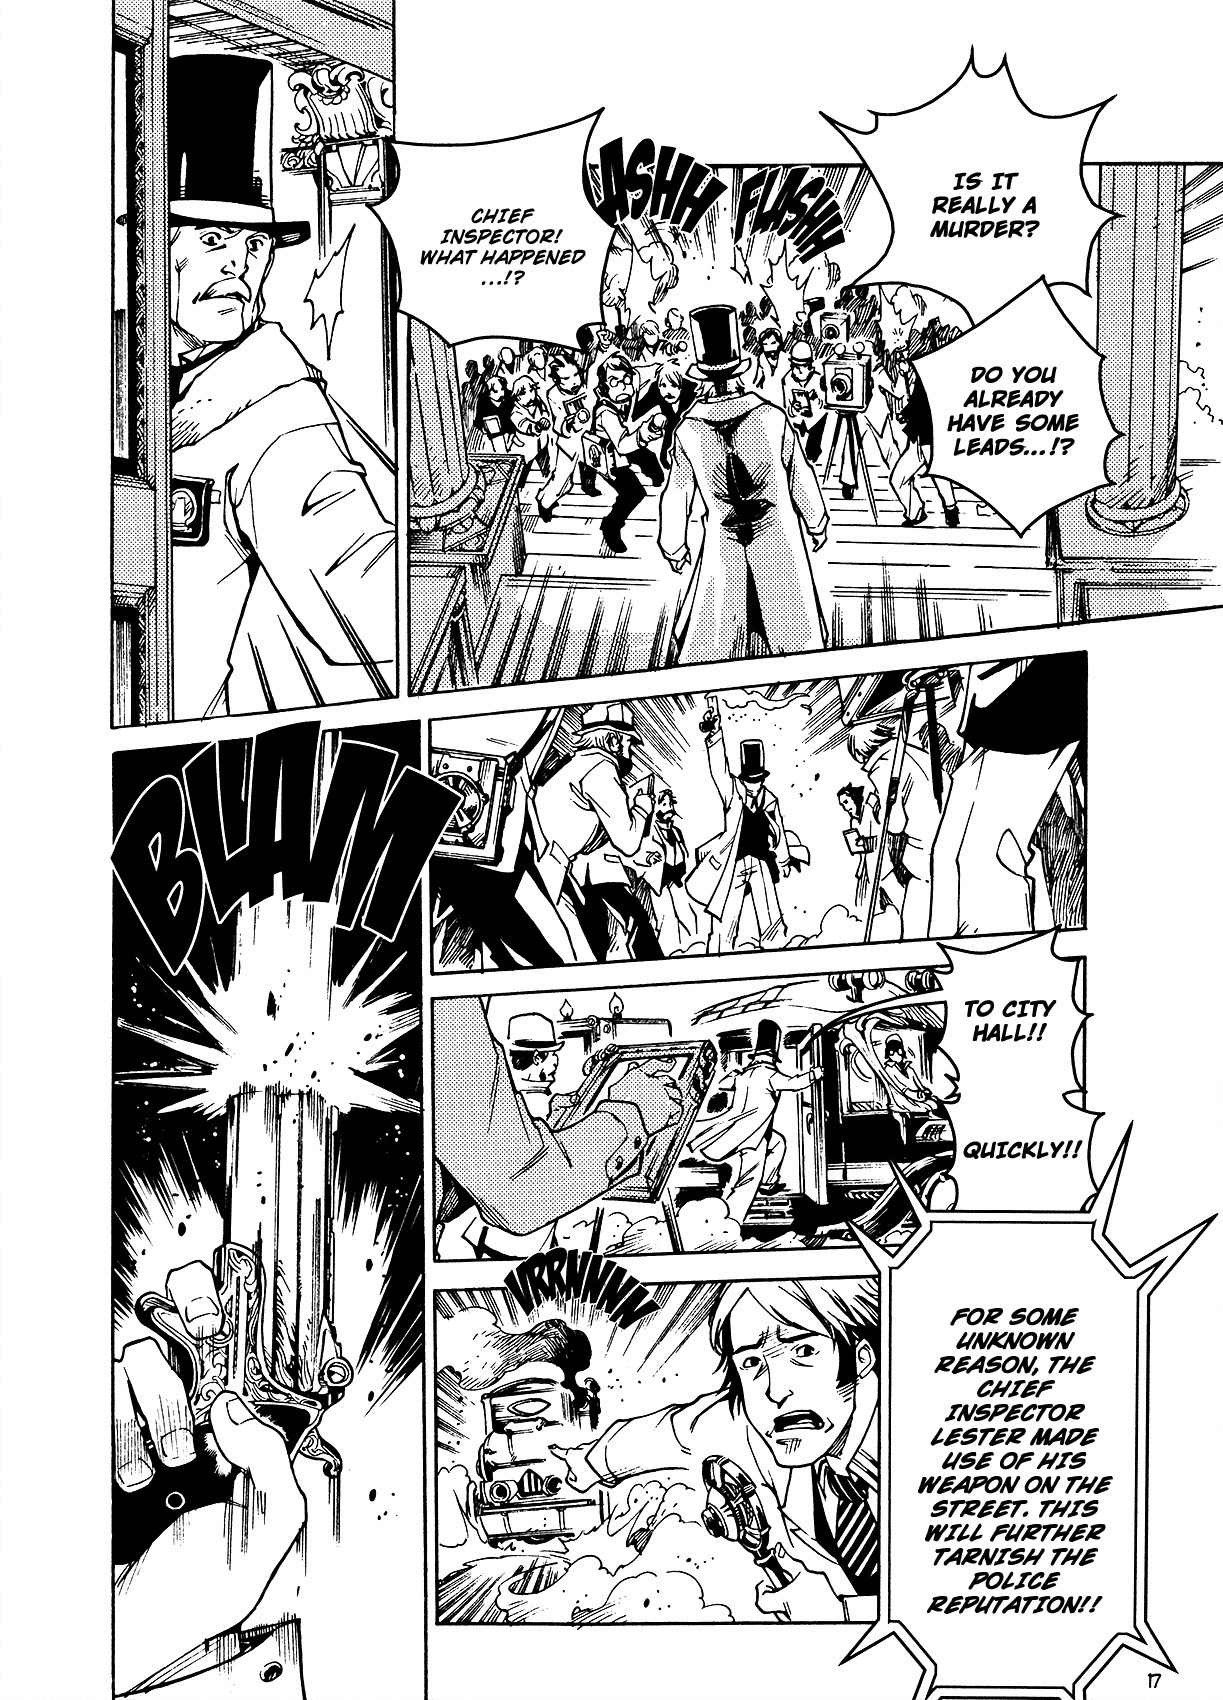 CHIEF
INSPECTOR!
WHAT HAPPENED
...!?
ASHH
FLASHH
IS IT
REALLY A
MURDER?
DO YOU
ALREADY
HAVE SOME
LEADS...!?
BLAM
TO CITY
HALL!!
QUICKLY!!
VRRNNNN
FOR SOME
UNKNOWN
REASON, THE
CHIEF
INSPECTOR
LESTER MADE
USE OF HIS
WEAPON ON THE
STREET. THIS
WILL FURTHER
TARNISH THE
POLICE
REPUTATION!!
17